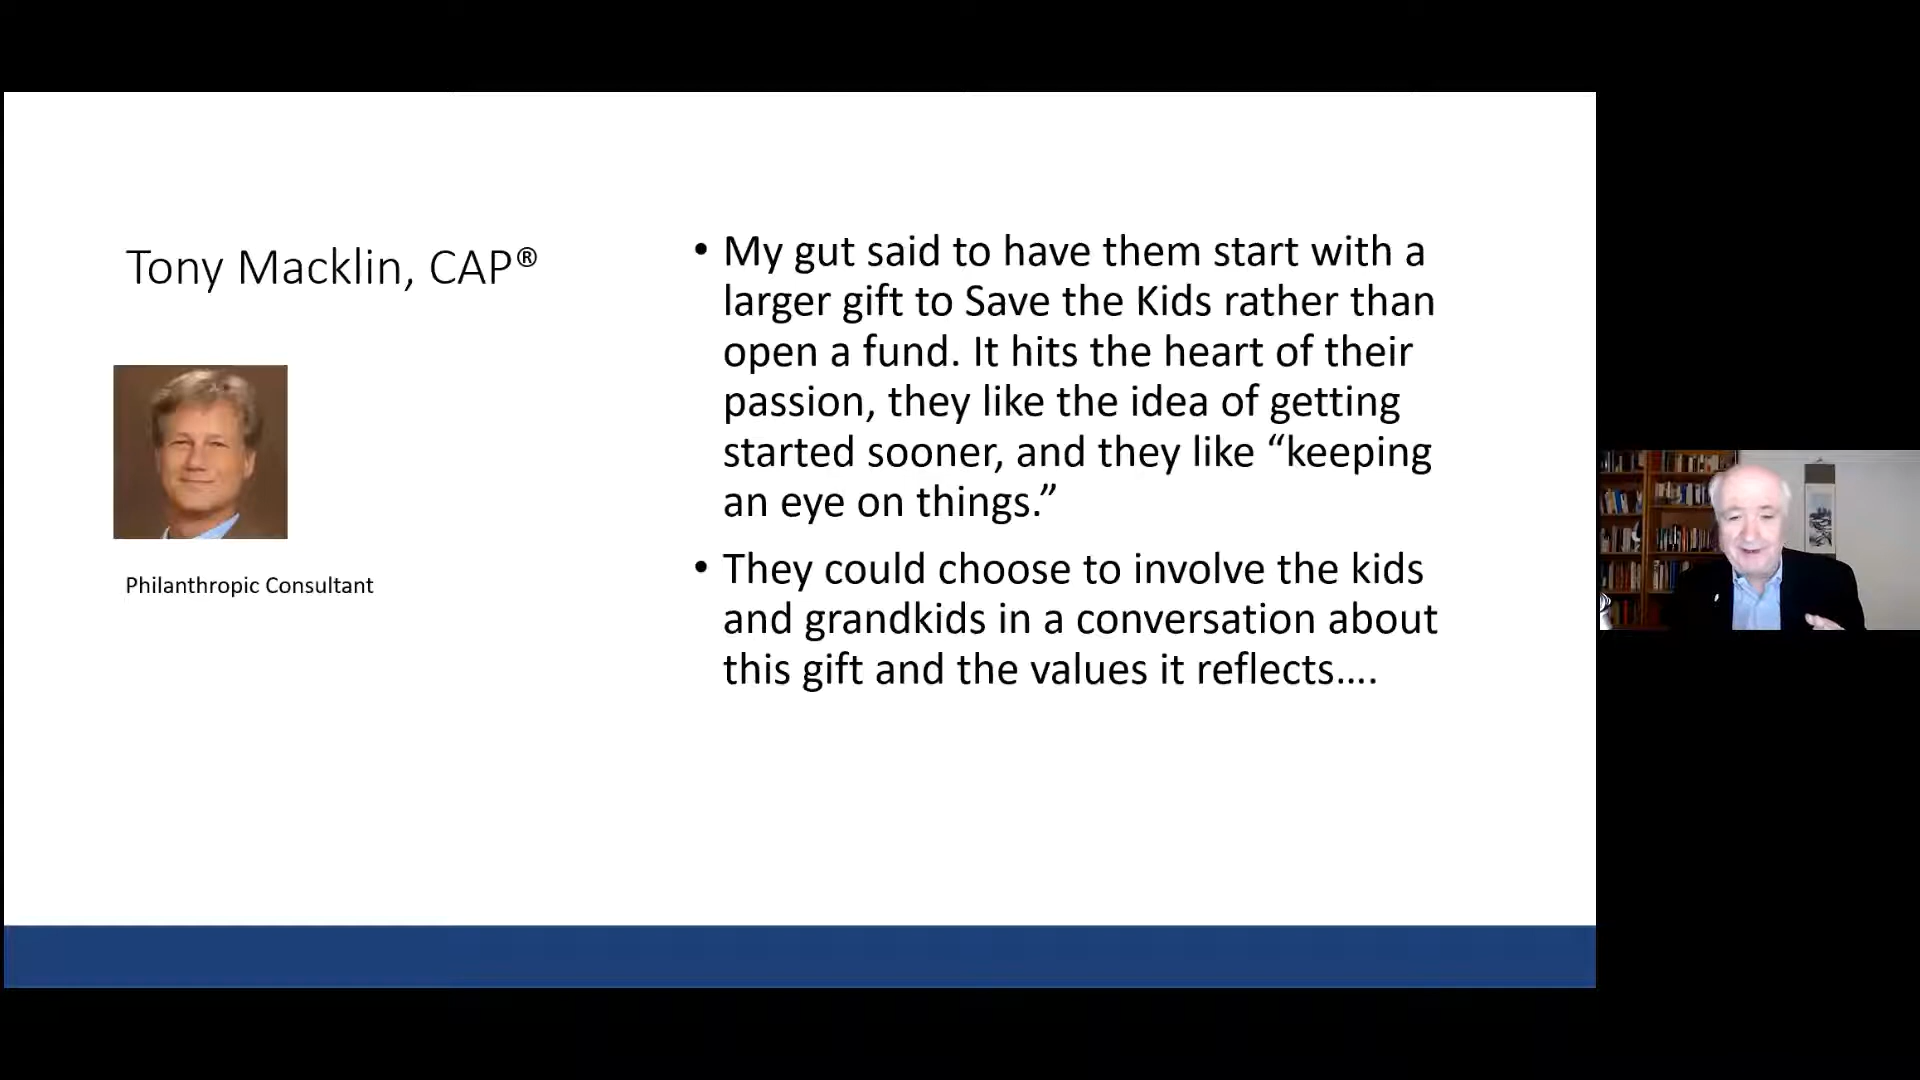 Tony Macklin, CAP®
Philanthropic Consultant
• My gut said to have them start with a
larger gift to Save the Kids rather than
open a fund. It hits the heart of their
passion, they like the idea of getting
started sooner, and they like “keeping
an eye on things.”
• They could choose to involve the kids
and grandkids in a conversation about
this gift and the values it reflects....